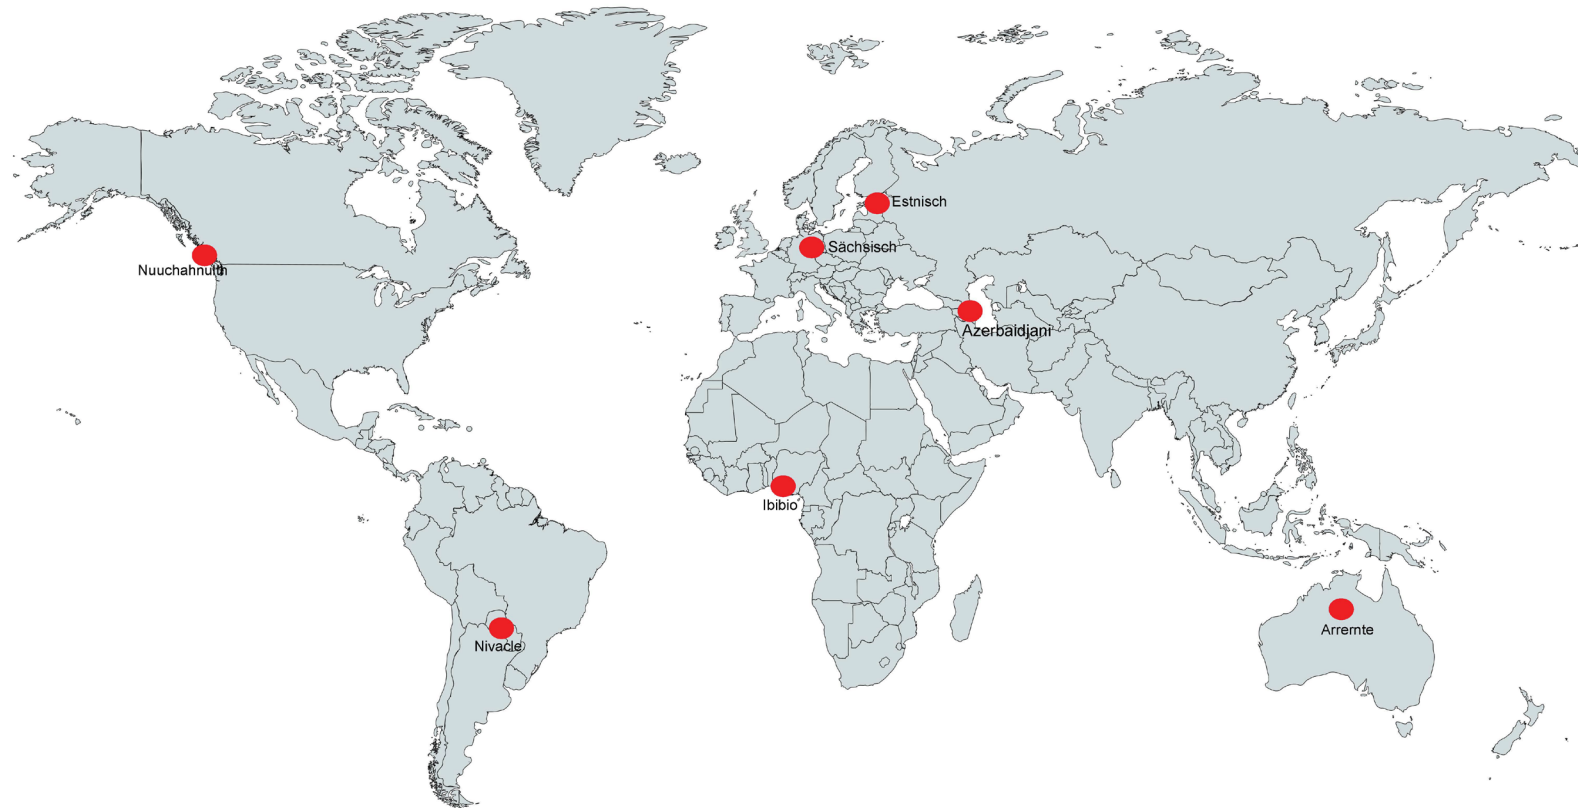 Estnisch
Sächsisch
Nuuchahnulth
Azerbaidjani
Ibibio
Arrernte
Nivacle